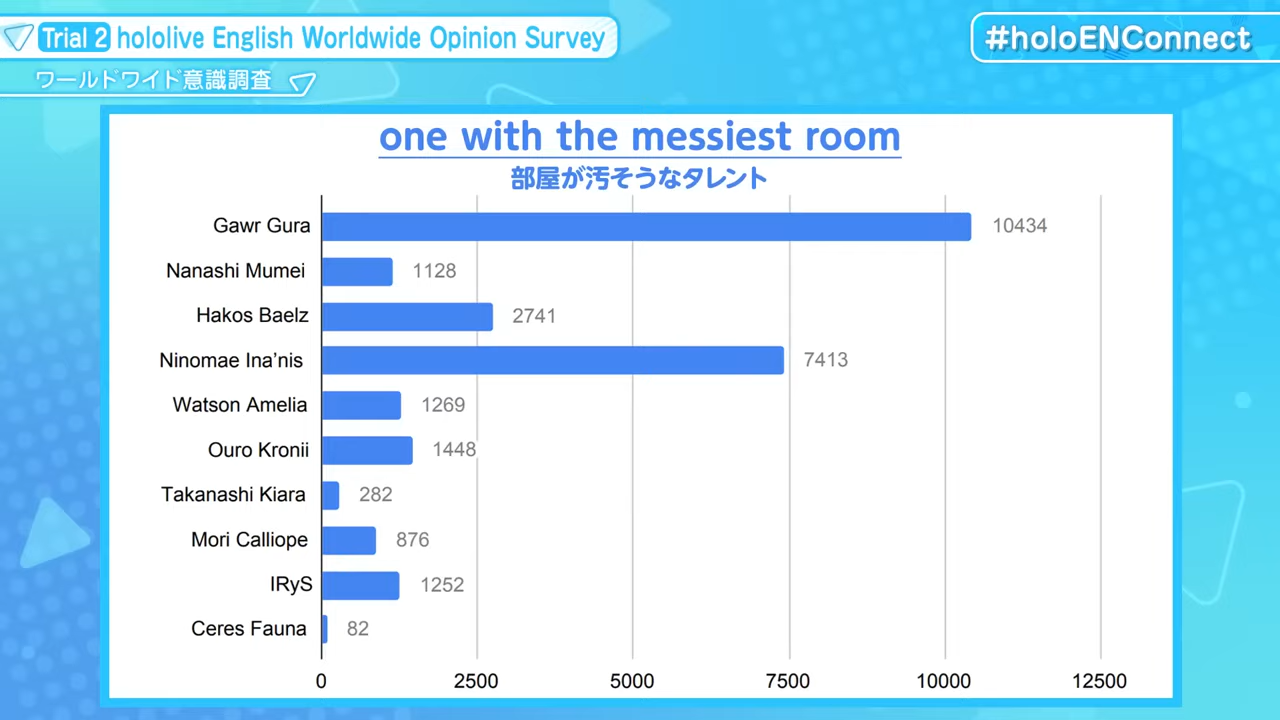 Trial 2 hololive English Worldwide Opinion Survey
#holoENConnect
ワールドワイド意識調査
one with the messiest room
部屋が汚そうなタレント
Gawr Gura 10434
Nanashi Mumei 1128
Hakos Baelz 2741
Ninomae Ina’nis 7413
Watson Amelia 1269
Ouro Kronii 1448
Takanashi Kiara 282
Mori Calliope 876
IRyS 1252
Ceres Fauna 82
0 2500 5000 7500 10000 12500